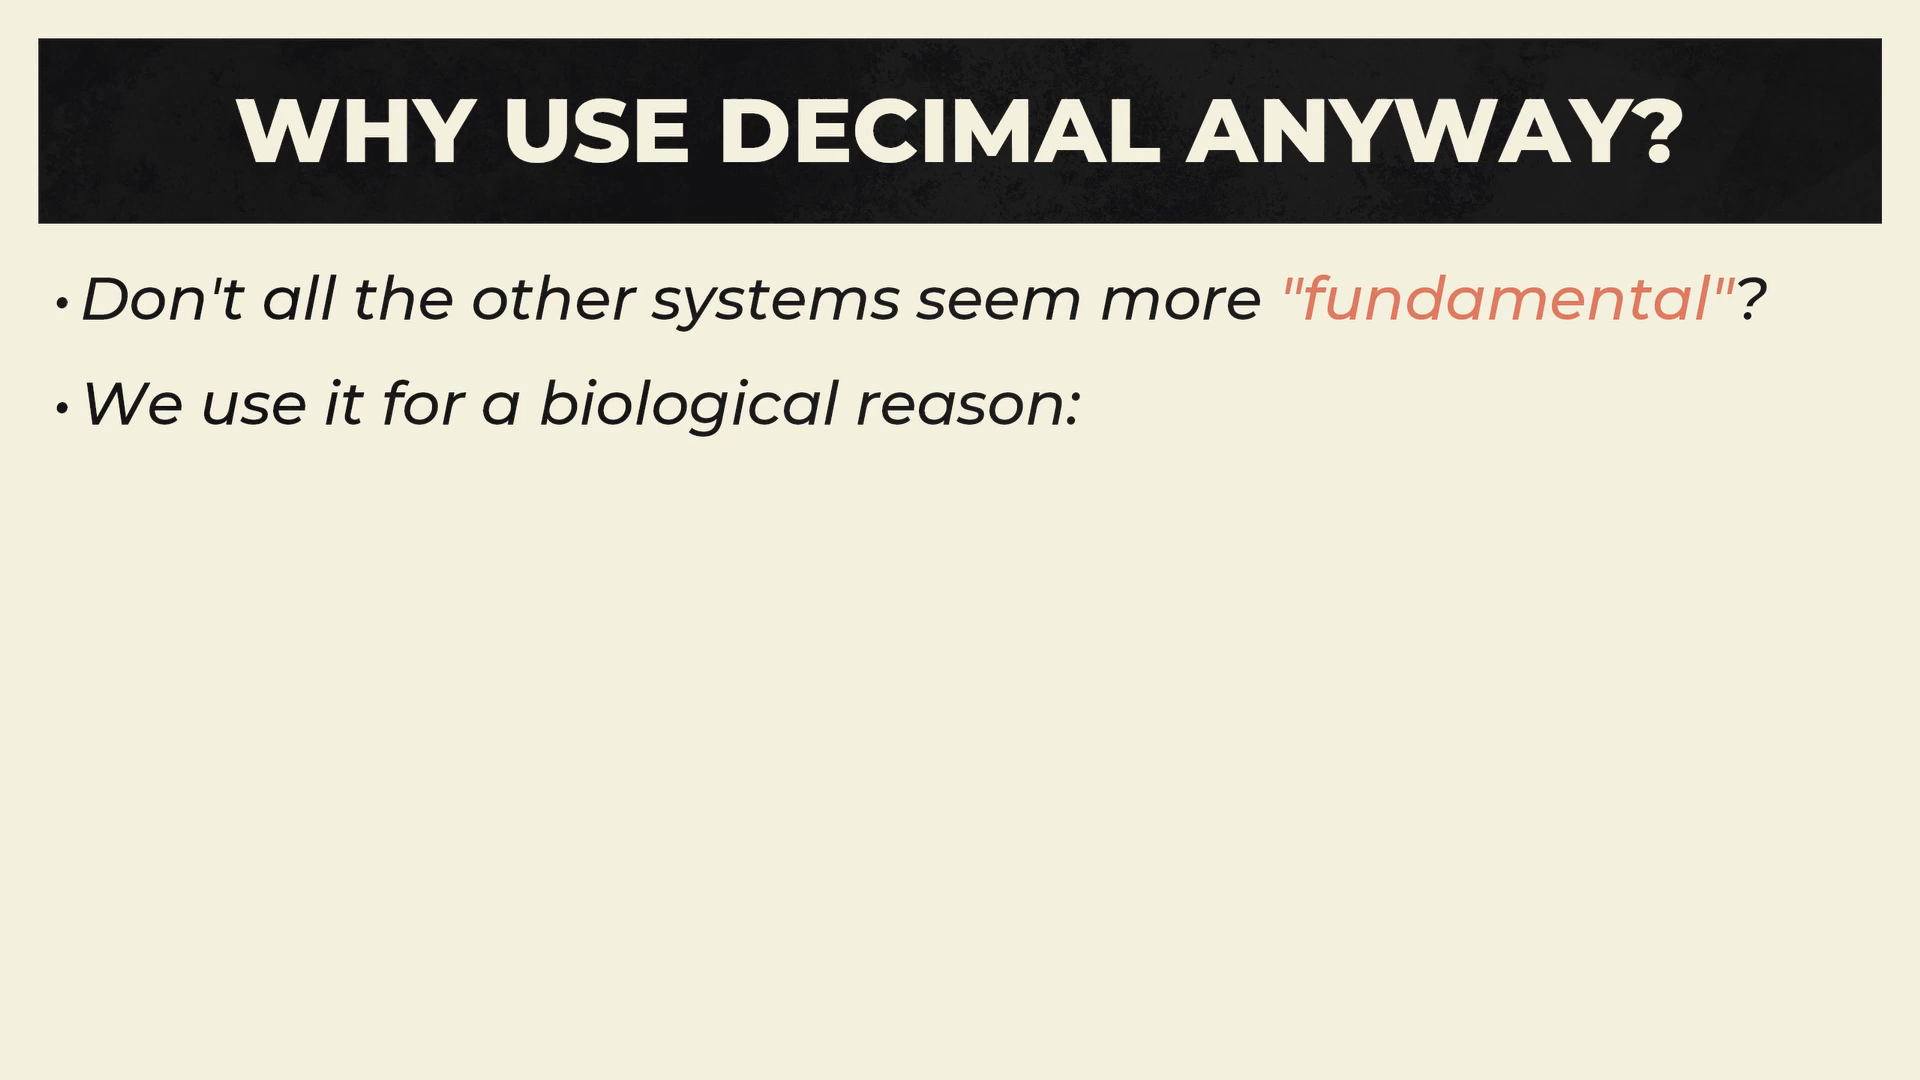 WHY USE DECIMAL ANYWAY?
• Don't all the other systems seem more "fundamental"?
• We use it for a biological reason: